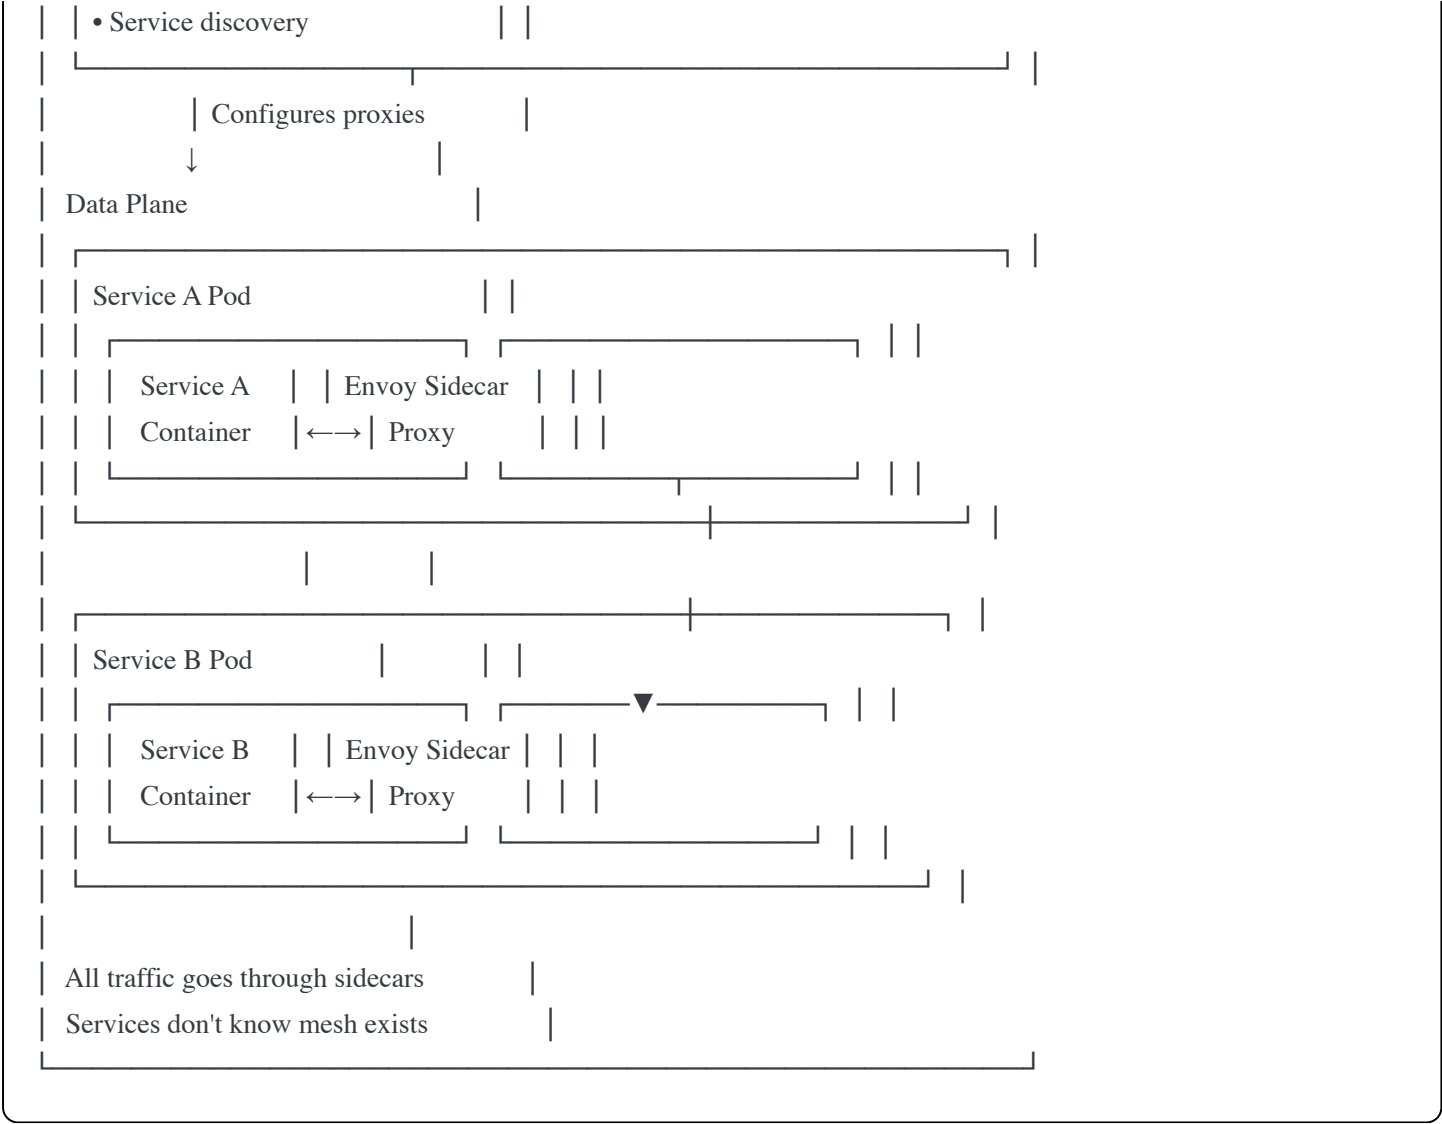 • Service discovery
Configures proxies
↓
Data Plane
Service A Pod
Service A Envoy Sidecar
Container ←→ Proxy
Service B Pod
▼
Service B Envoy Sidecar
Container ←→ Proxy
All traffic goes through sidecars
Services don't know mesh exists